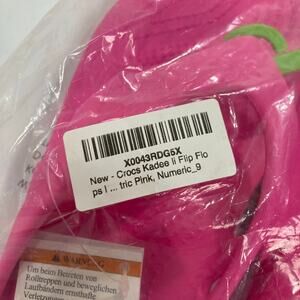 X0043RDG5X
New - Crocs Kadee Ii Flip Flo
ps I ... tric Pink, Numeric_9
WARNING
Um beim Betreten von
Rolltreppen und beweglichen
Laufbändern ernsthafte